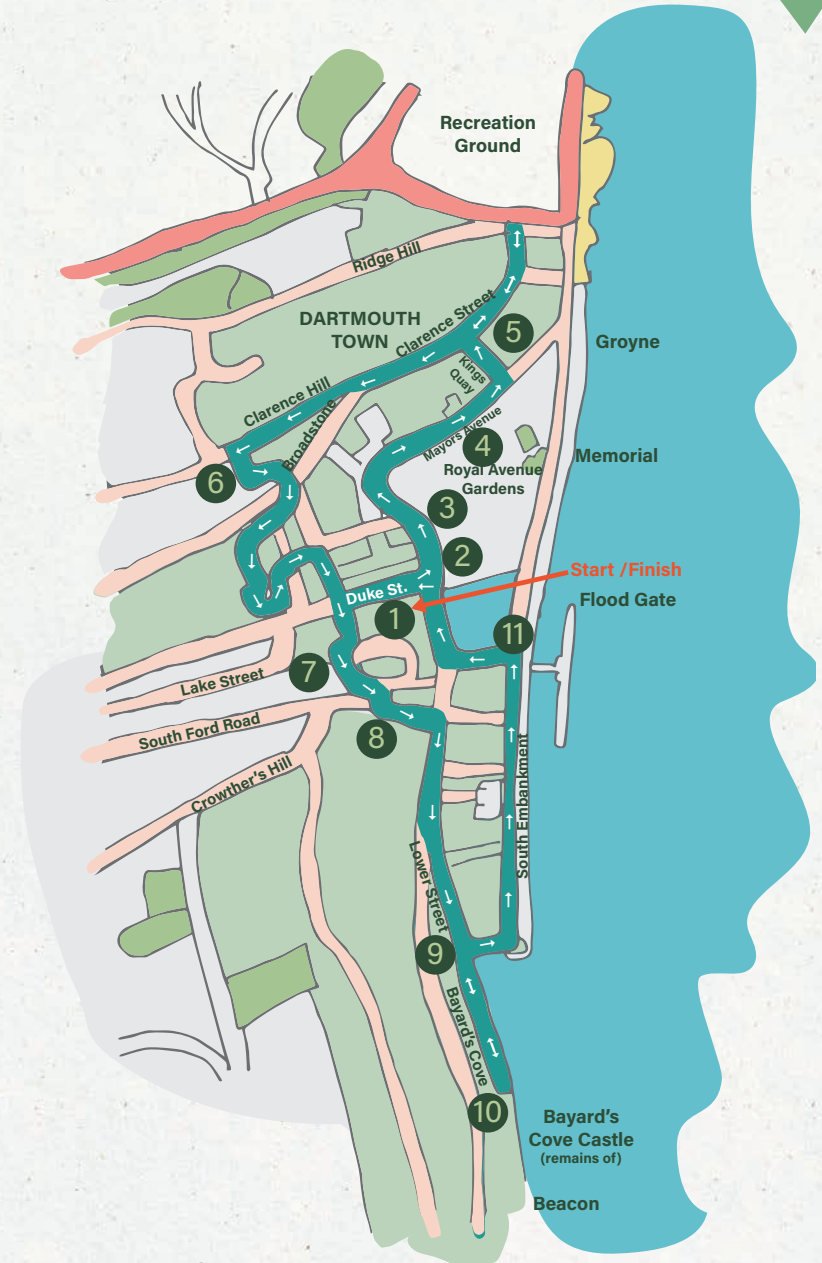 Recreation
Ground
Ridge Hill
DARTMOUTH
TOWN
Clarence Street
5
Groyne
Kings
Quay
Clarence Hill
Broadstone
Mayors Avenue
4
Memorial
Royal Avenue
Gardens
6
3
2
Start /Finish
Duke St.
Flood Gate
1
11
7
Lake Street
South Ford Road
8
Crowther's Hill
South Embankment
Lower Street
9
Bayard's Cove
10
Bayard's
Cove Castle
(remains of)
Beacon